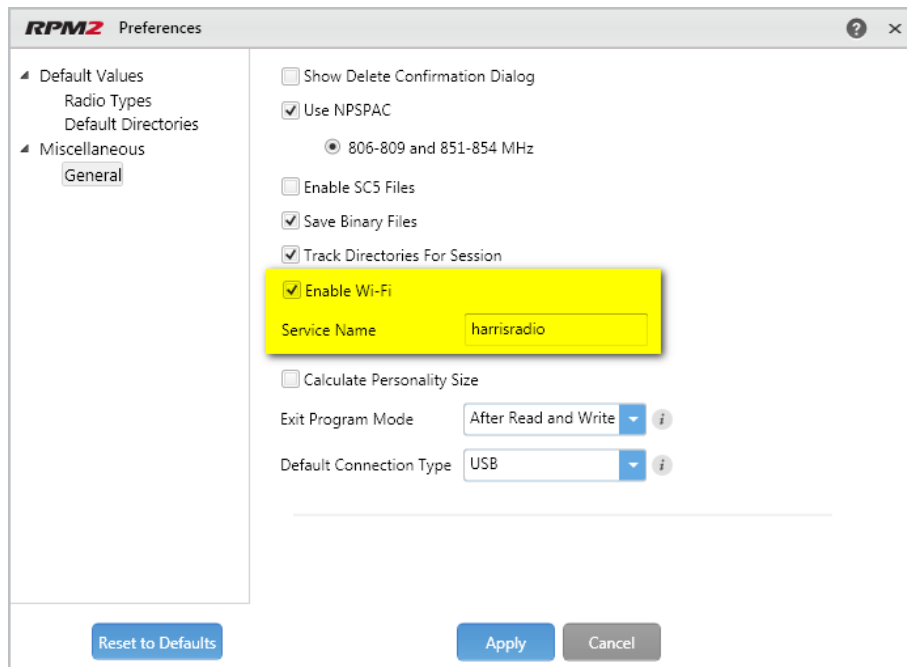 RPM2 Preferences
Default Values
Radio Types
Default Directories
Miscellaneous
General
Show Delete Confirmation Dialog
Use NPSPAC
806-809 and 851-854 MHz
Enable SC5 Files
Save Binary Files
Track Directories For Session
Enable Wi-Fi
Service Name harrisradio
Calculate Personality Size
Exit Program Mode After Read and Write
Default Connection Type USB
Reset to Defaults Apply Cancel